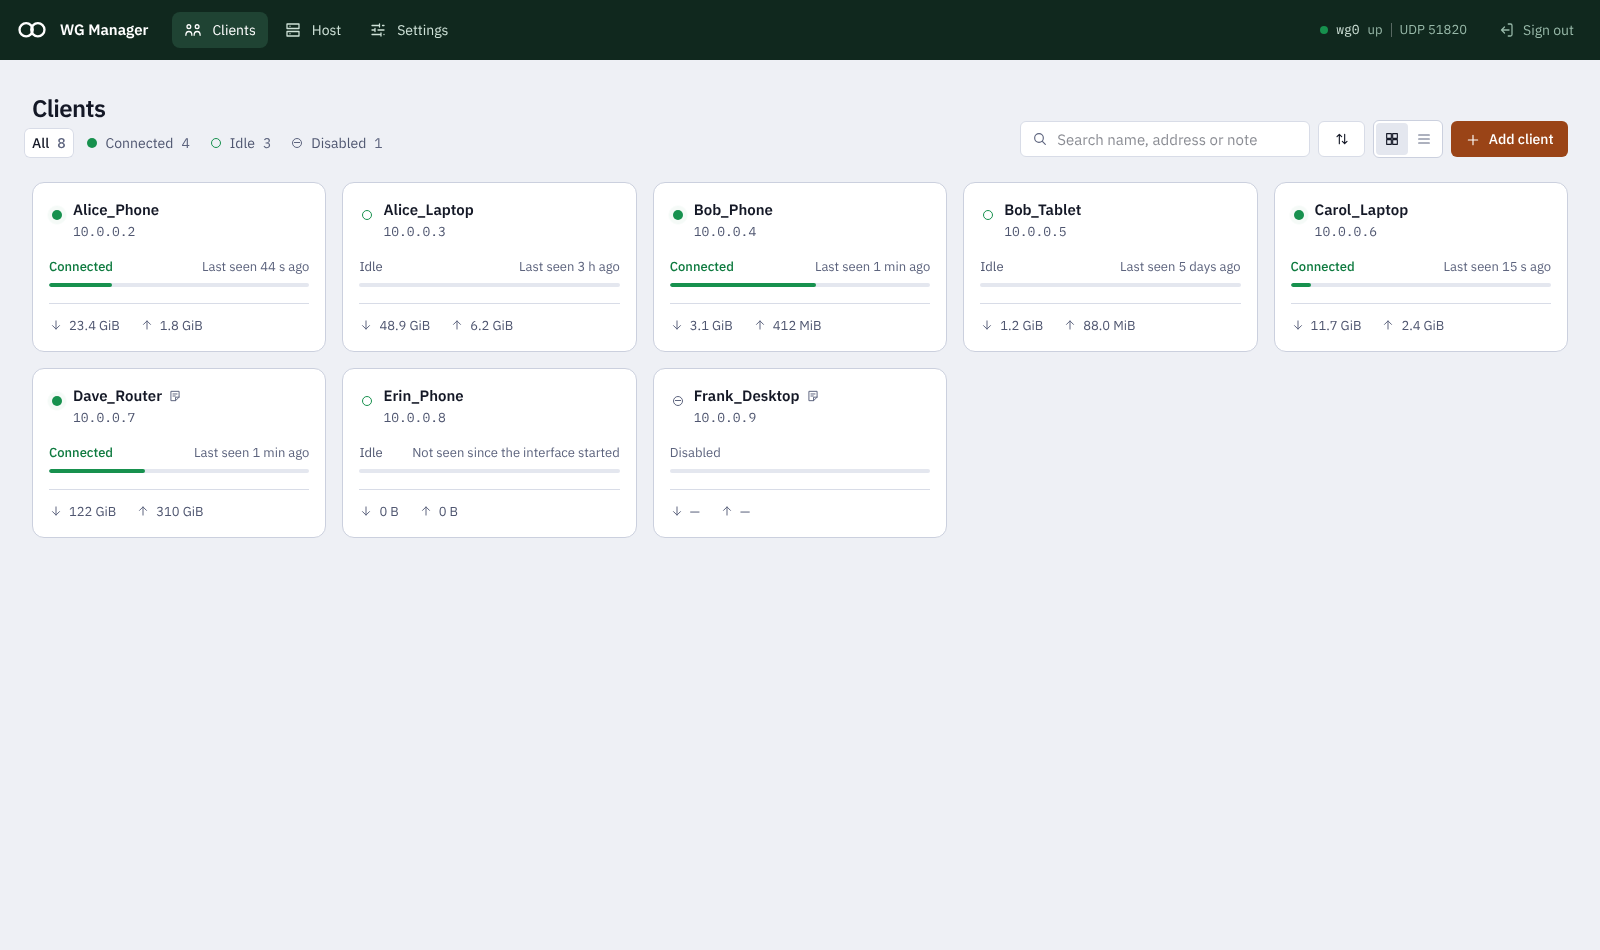 WG Manager
Clients
Host
Settings
wg0 up
UDP 51820
Sign out
Clients
All 8
Connected 4
Idle 3
Disabled 1
Search name, address or note
Add client
Alice_Phone
10.0.0.2
Connected
Last seen 44 s ago
23.4 GiB
1.8 GiB
Alice_Laptop
10.0.0.3
Idle
Last seen 3 h ago
48.9 GiB
6.2 GiB
Bob_Phone
10.0.0.4
Connected
Last seen 1 min ago
3.1 GiB
412 MiB
Bob_Tablet
10.0.0.5
Idle
Last seen 5 days ago
1.2 GiB
88.0 MiB
Carol_Laptop
10.0.0.6
Connected
Last seen 15 s ago
11.7 GiB
2.4 GiB
Dave_Router
10.0.0.7
Connected
Last seen 1 min ago
122 GiB
310 GiB
Erin_Phone
10.0.0.8
Idle
Not seen since the interface started
0 B
0 B
Frank_Desktop
10.0.0.9
Disabled
—
—